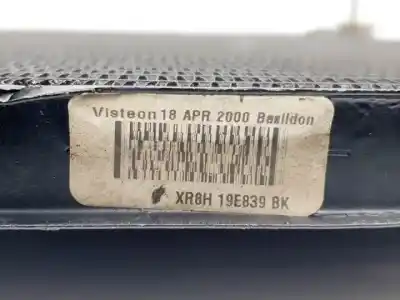 Visteon 18 APR 2000 Basildon
XR8H 19E839 BK